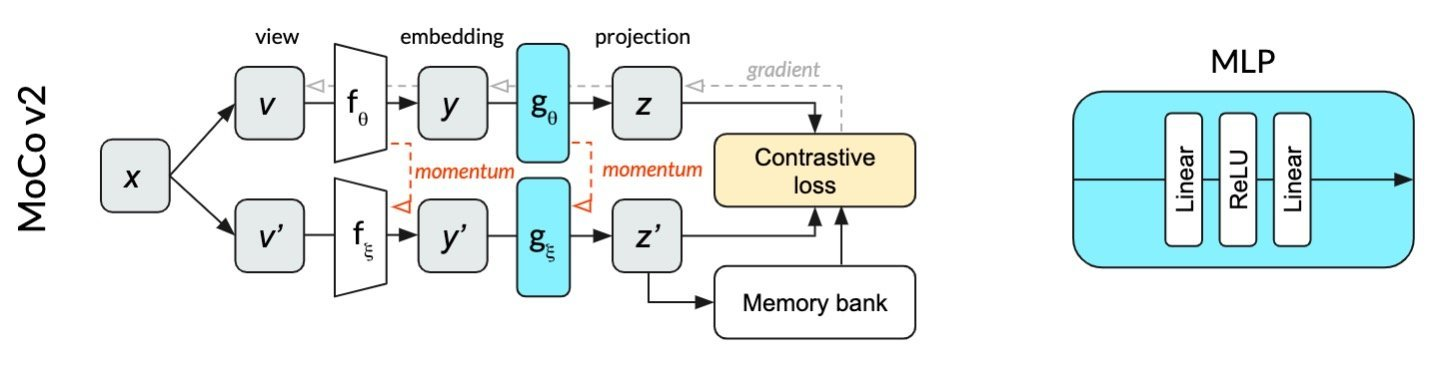 MoCo v2
view
embedding
projection
gradient
x
v
fθ
y
gθ
z
momentum
momentum
Contrastive
loss
v’
fξ
y’
gξ
z’
Memory bank
MLP
Linear
ReLU
Linear